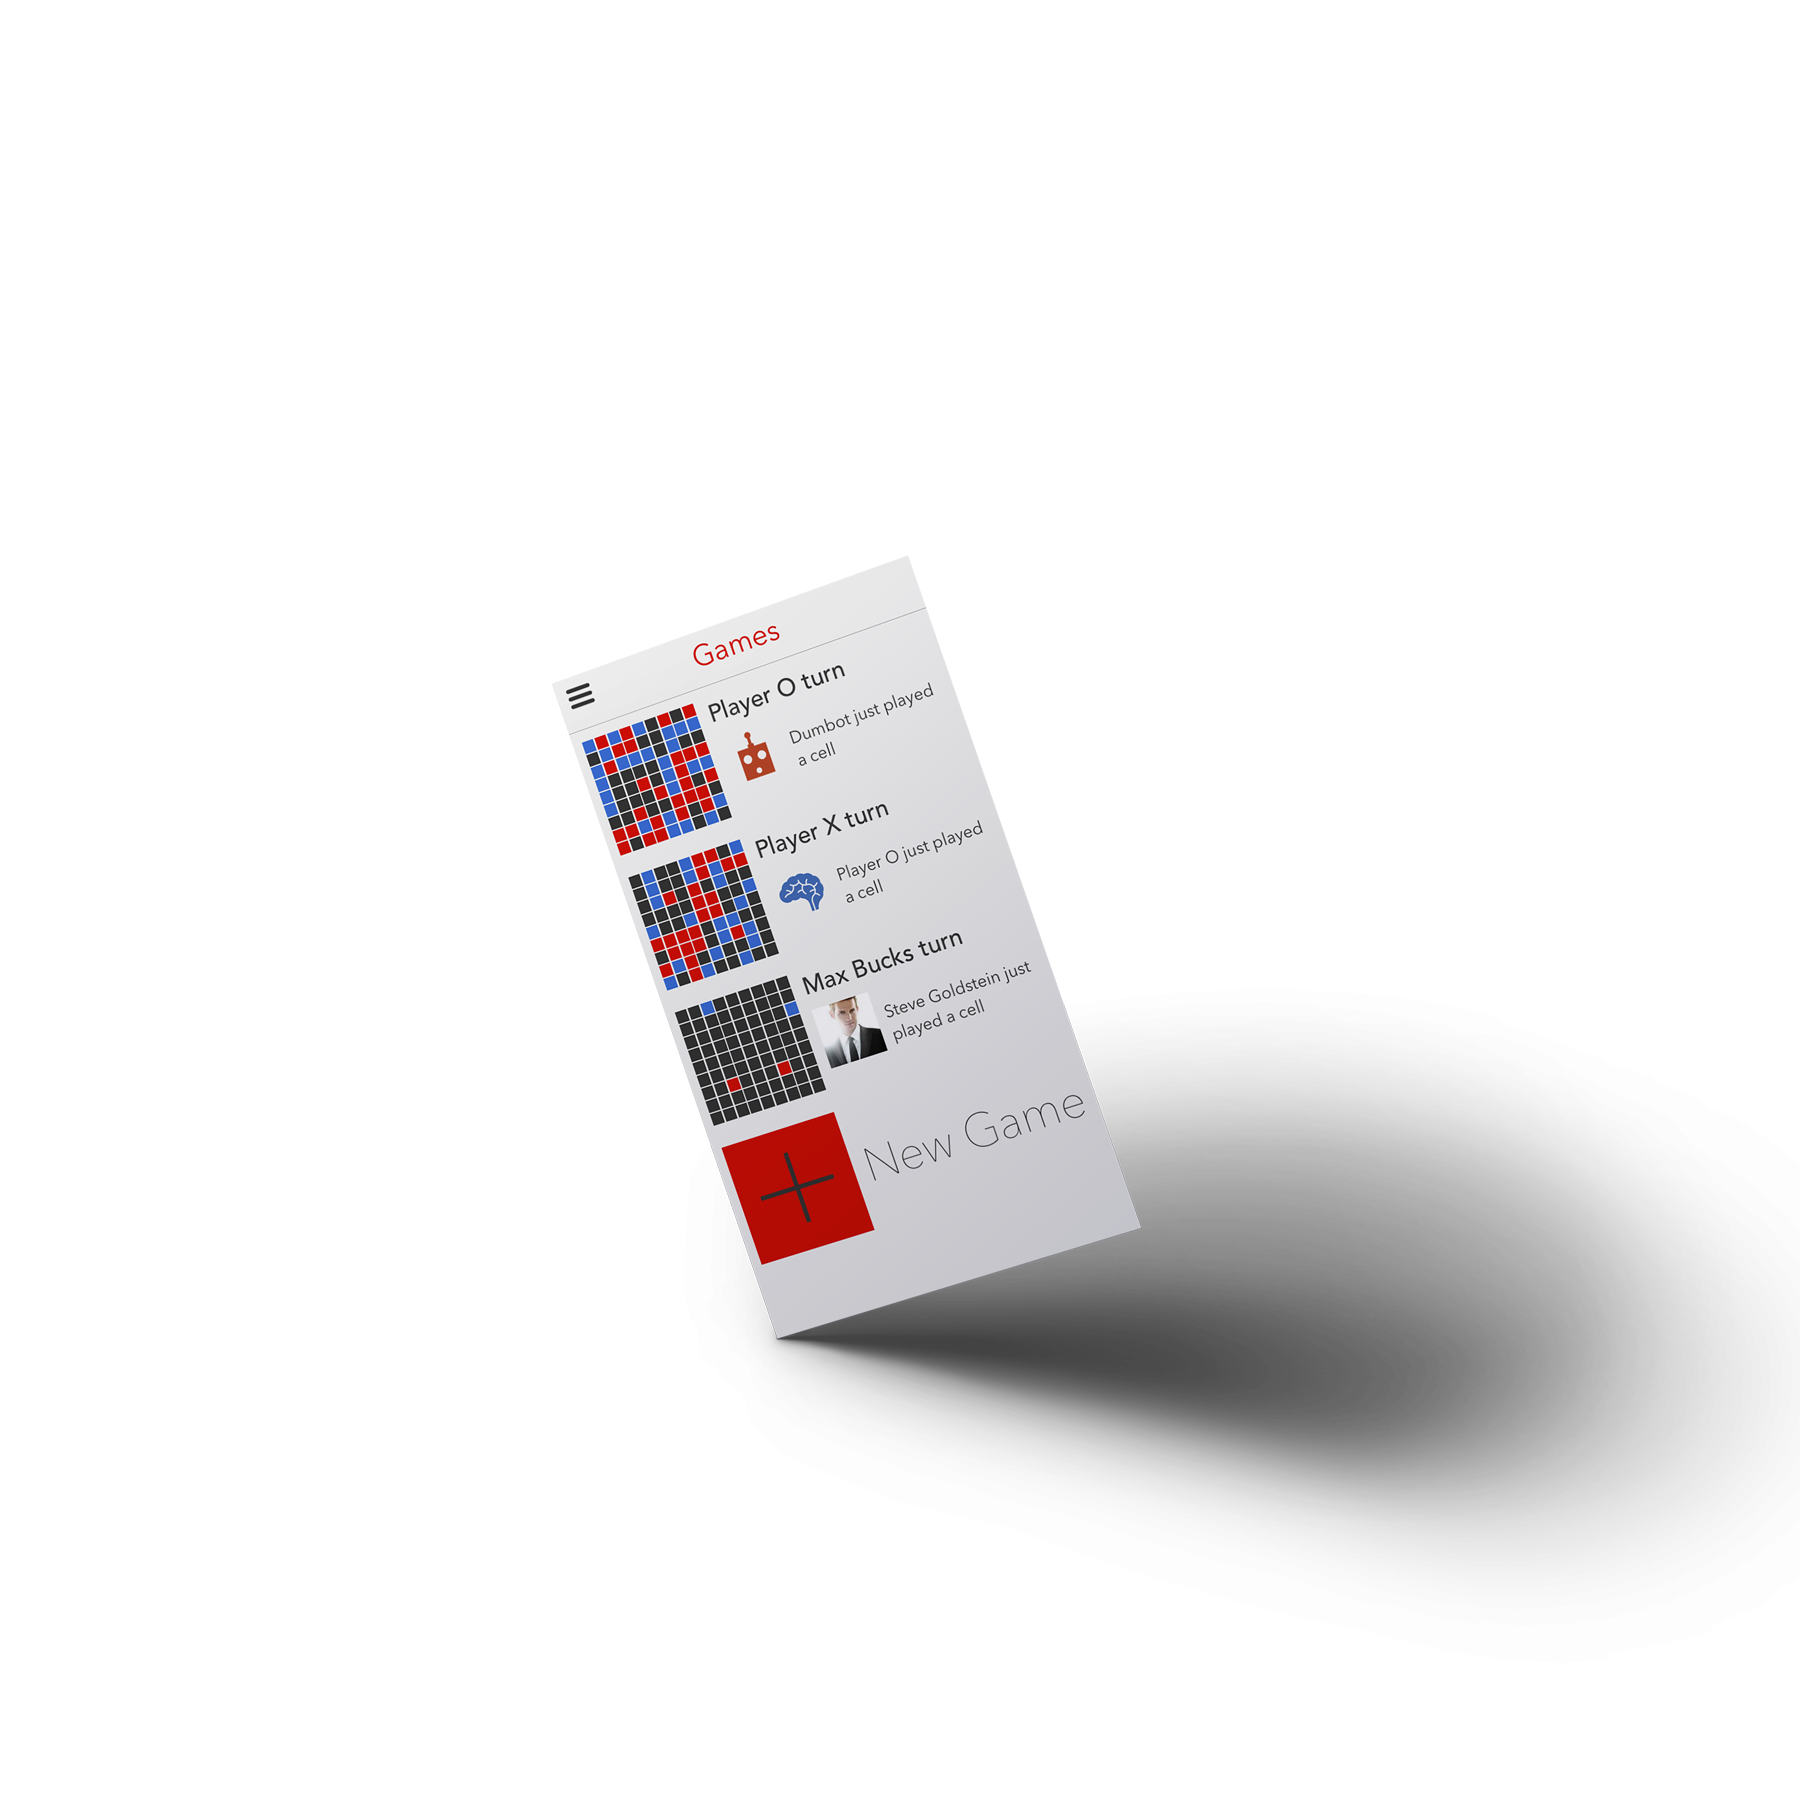 Games
Player O turn
Dumbot just played
a cell
Player X turn
Player O just played
a cell
Max Bucks turn
Steve Goldstein just
played a cell
New Game